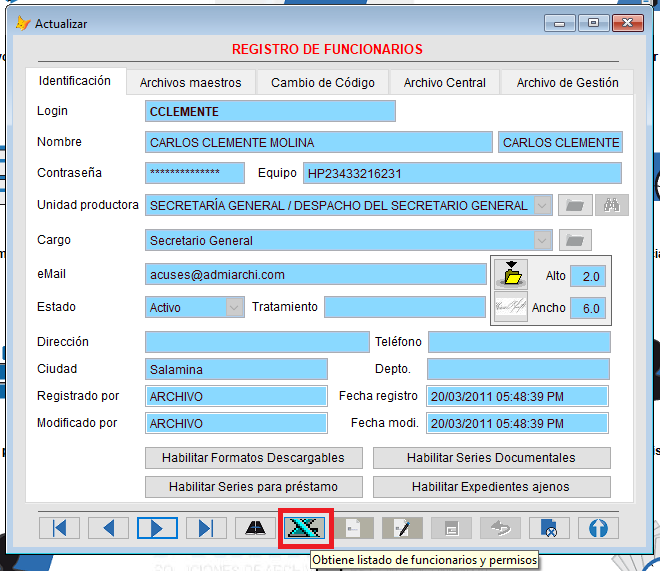 Actualizar
REGISTRO DE FUNCIONARIOS
Identificación Archivos maestros Cambio de Código Archivo Central Archivo de Gestión
Login CCLEMENTE
Nombre CARLOS CLEMENTE MOLINA CARLOS CLEMENTE
Contraseña ************** Equipo HP23433216231
Unidad productora SECRETARÍA GENERAL / DESPACHO DEL SECRETARIO GENERAL
Cargo Secretario General
eMail acuses@admiarchi.com Alto 2.0
Estado Activo Tratamiento Ancho 6.0
Dirección Teléfono
Ciudad Salamina Depto.
Registrado por ARCHIVO Fecha registro 20/03/2011 05:48:39 PM
Modificado por ARCHIVO Fecha modi. 20/03/2011 05:48:39 PM
Habilitar Formatos Descargables Habilitar Series Documentales
Habilitar Series para préstamo Habilitar Expedientes ajenos
Obtiene listado de funcionarios y permisos